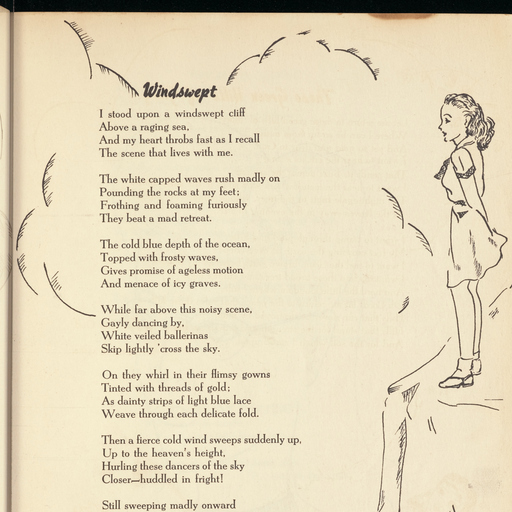 Windswept
I stood upon a windswept cliff
Above a raging sea,
And my heart throbs fast as I recall
The scene that lives with me.
The white capped waves rush madly on
Pounding the rocks at my feet;
Frothing and foaming furiously
They beat a mad retreat.
The cold blue depth of the ocean,
Topped with frosty waves,
Gives promise of ageless motion
And menace of icy graves.
While far above this noisy scene,
Gayly dancing by,
White veiled ballerinas
Skip lightly 'cross the sky.
On they whirl in their flimsy gowns
Tinted with threads of gold;
As dainty strips of light blue lace
Weave through each delicate fold.
Then a fierce cold wind sweeps suddenly up,
Up to the heaven's height,
Hurling these dancers of the sky
Closer—huddled in fright!
Still sweeping madly onward